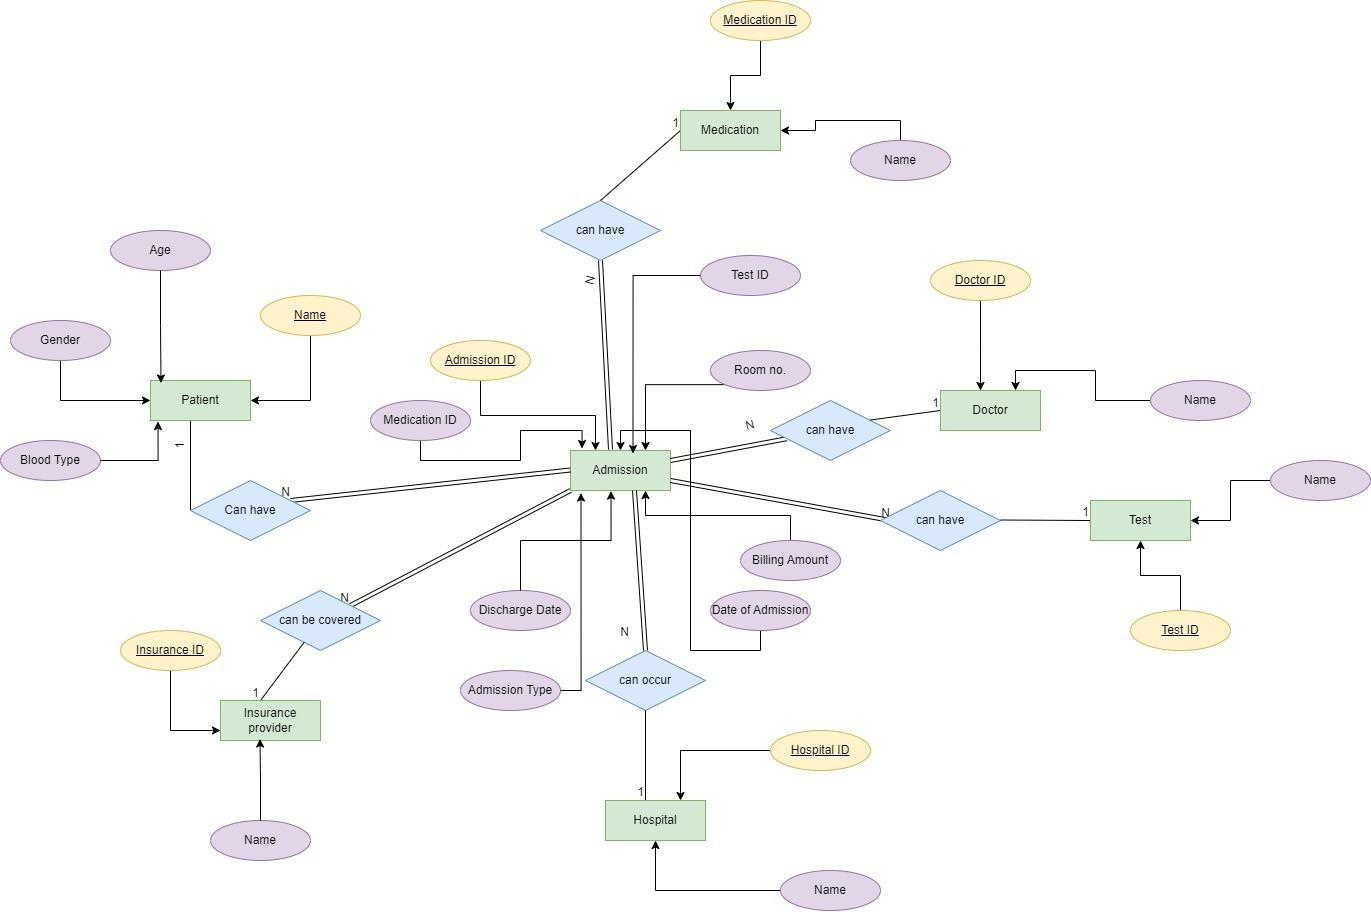 Medication ID
1
Medication
Name
can have
Age
N
Test ID
Doctor ID
Name
Gender
Admission ID
Room no.
Patient
Medication ID
1
Doctor
Name
N
can have
1
Blood Type
Admission
Name
N
Can have
N
can have
1
Test
Billing Amount
N
can be covered
Discharge Date
Date of Admission
N
Test ID
Insurance ID
can occur
1
Admission Type
Insurance
provider
Hospital ID
1
Hospital
Name
Name